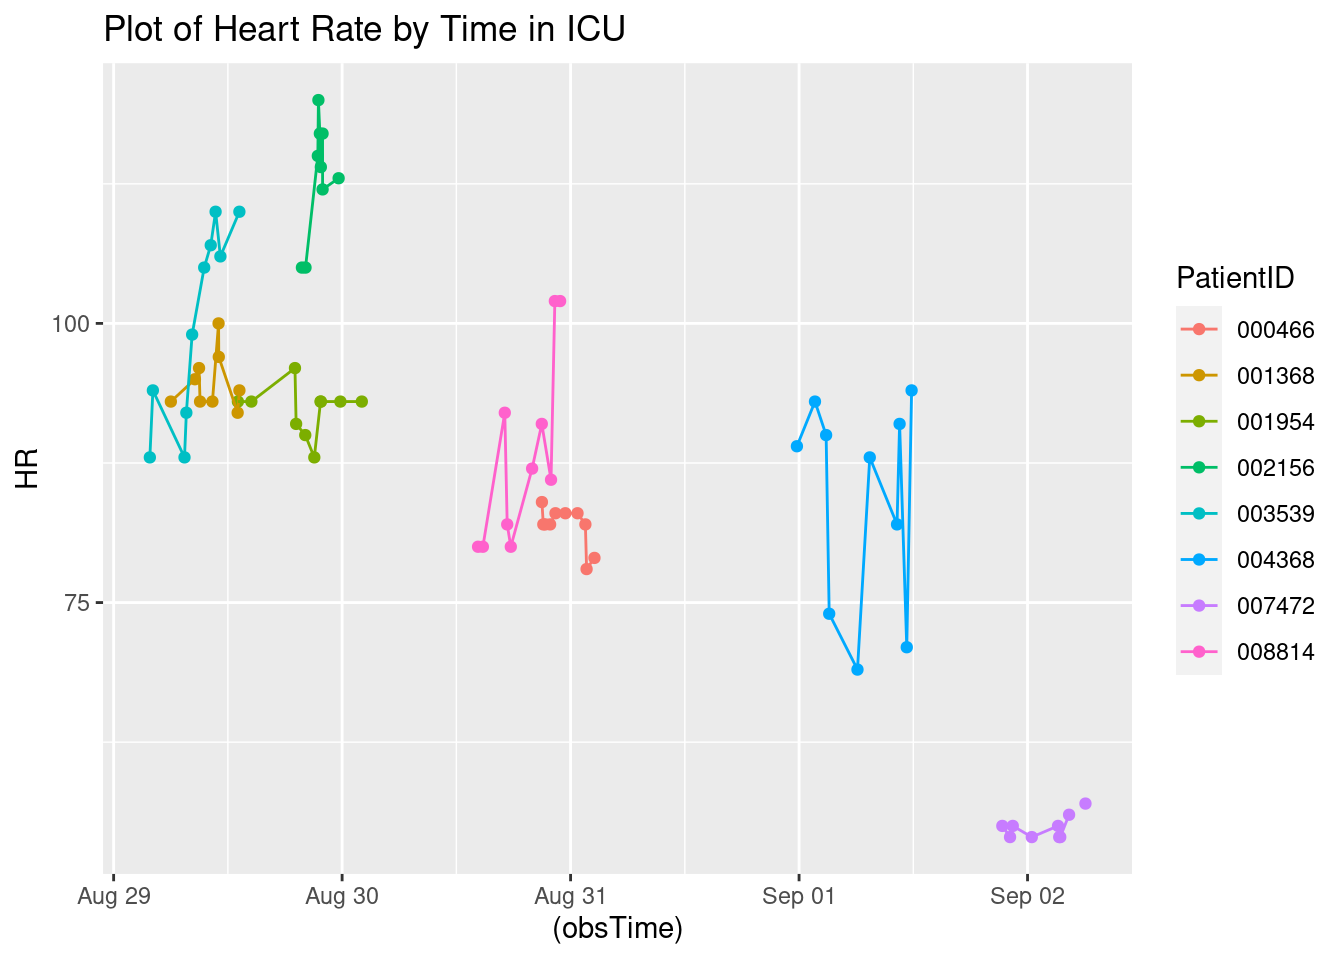 Plot of Heart Rate by Time in ICU
HR
100
75
Aug 29
Aug 30
Aug 31
Sep 01
Sep 02
(obsTime)
PatientID
000466
001368
001954
002156
003539
004368
007472
008814